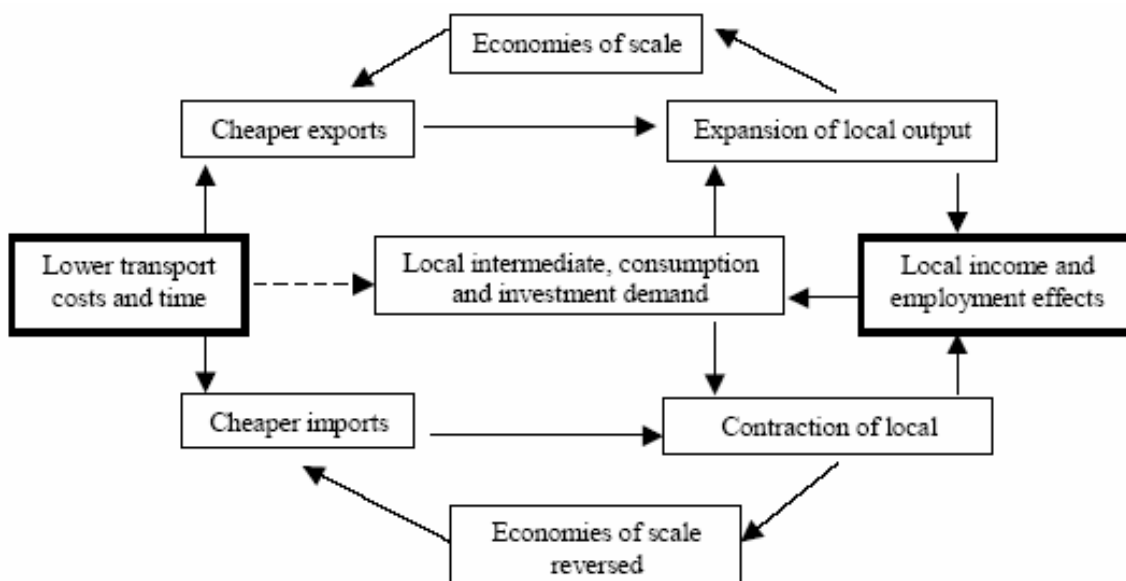 Economies of scale
Cheaper exports
Expansion of local output
Lower transport
costs and time
Local intermediate, consumption
and investment demand
Local income and
employment effects
Cheaper imports
Contraction of local
Economies of scale
reversed